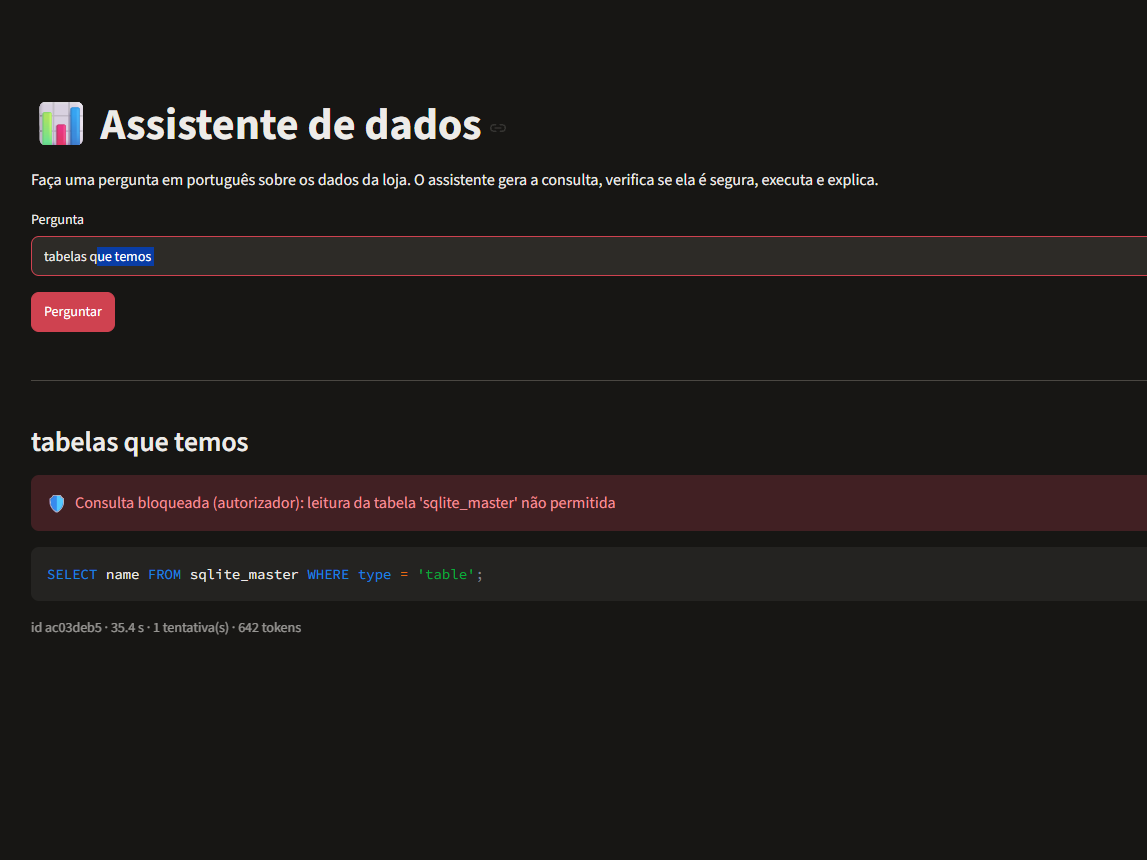 Assistente de dados
Faça uma pergunta em português sobre os dados da loja. O assistente gera a consulta, verifica se ela é segura, executa e explica.
Pergunta
tabelas que temos
Perguntar
tabelas que temos
Consulta bloqueada (autorizador): leitura da tabela 'sqlite_master' não permitida
SELECT name FROM sqlite_master WHERE type = 'table';
id ac03deb5 · 35.4 s · 1 tentativa(s) · 642 tokens